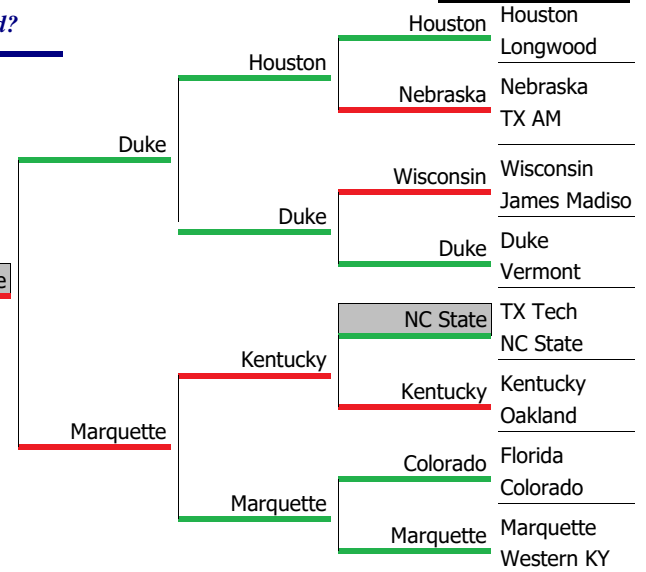 d?
Houston
Houston
Longwood
Houston
Nebraska
Nebraska
TX AM
Duke
Wisconsin
Wisconsin
James Madiso
Duke
Duke
Duke
Vermont
e
NC State
TX Tech
NC State
Kentucky
Kentucky
Kentucky
Oakland
Marquette
Colorado
Florida
Colorado
Marquette
Marquette
Marquette
Western KY